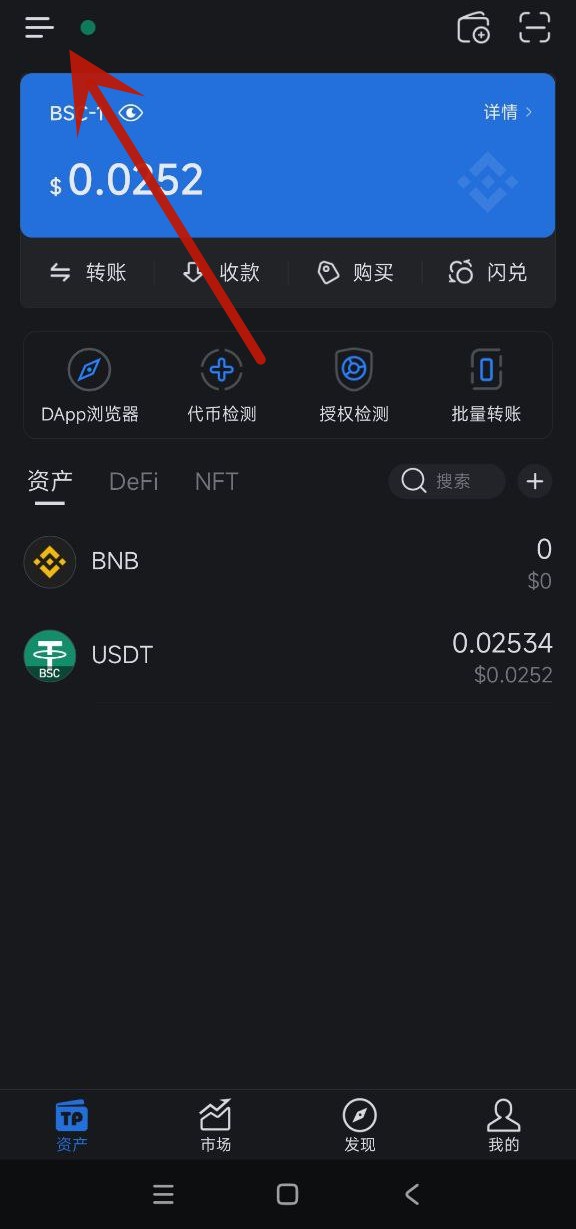 BSC-1
详情 >
$ 0.0252
转账 收款 购买 闪兑
DApp浏览器 代币检测 授权检测 批量转账
资产 DeFi NFT 搜索
BNB 0
$0
BSC
USDT 0.02534
$0.0252
TP
资产 市场 发现 我的